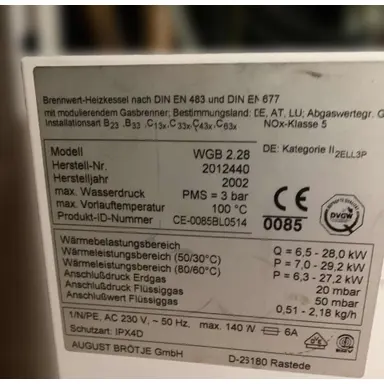 Brennwert-Heizkessel nach DIN EN 483 und DIN EN 677
mit modulierendem Gasbrenner; Bestimmungsland: DE, AT, LU; Abgaswertegr. G
Installationsart B23, B33, C13x, C33x, C43x, C63x NOx-Klasse 5
Modell WGB 2.28 DE: Kategorie II2ELL3P
Herstell-Nr. 2012440
Herstelljahr 2002
max. Wasserdruck PMS = 3 bar
max. Vorlauftemperatur 100 °C
Produkt-ID-Nummer CE-0085BL0514
CE
0085
DVGW
Wärmebelastungsbereich Q = 6,5 - 28,0 kW
Wärmeleistungsbereich (50/30°C) P = 7,0 - 29,2 kW
Wärmeleistungsbereich (80/60°C) P = 6,3 - 27,2 kW
Anschlußdruck Erdgas 20 mbar
Anschlußdruck Flüssiggas 50 mbar
Anschlußwert Flüssiggas 0,51 - 2,18 kg/h
1/N/PE, AC 230 V, ~ 50 Hz, max. 140 W 6A
Schutzart: IPX4D
AUGUST BRÖTJE GmbH D-26180 Rastede